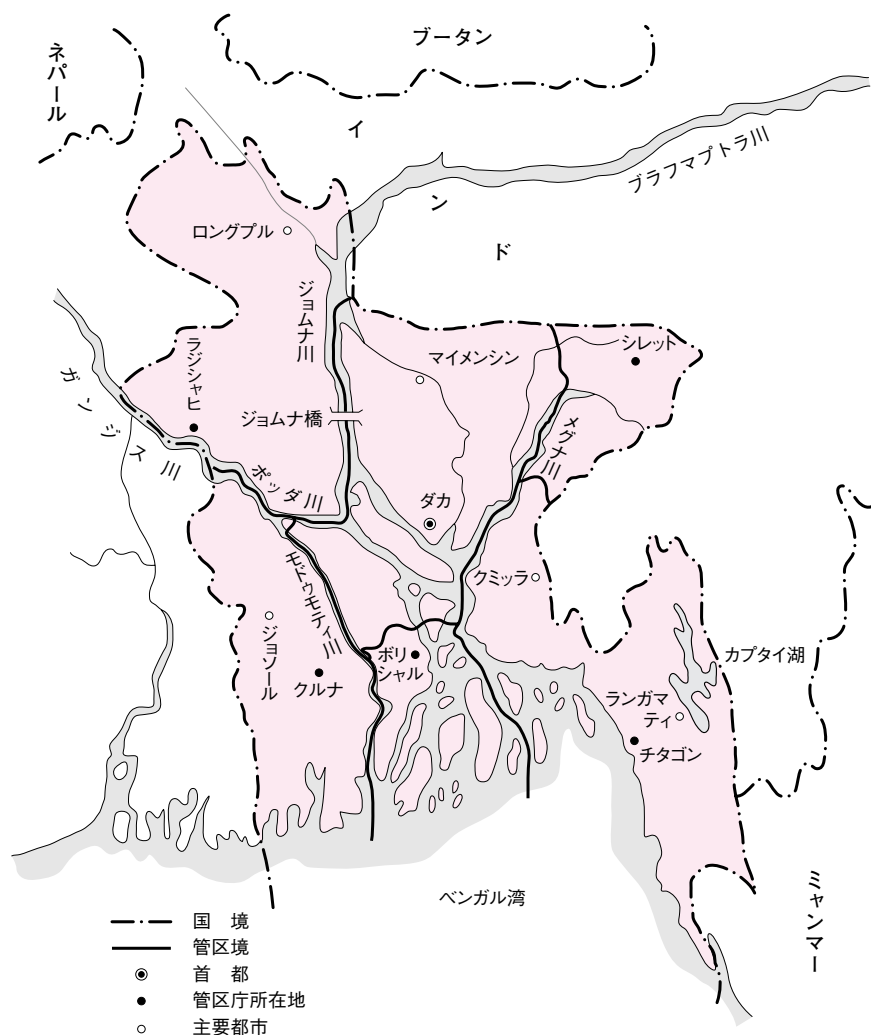 ネパール
ブータン
インド
ブラフマプトラ川
ロングプル
ジョムナ川
ラジシャヒ
マイメンシン
シレット
ガンジス川
ジョムナ橋
メグナ川
ポッダ川
ダカ
モドゥモティ川
クミッラ
ジョソール
ボリ
シャル
クルナ
カプタイ湖
ランガマ
ティ
チタゴン
ベンガル湾
ミャンマー
国 境
管区境
首 都
管区庁所在地
主要都市